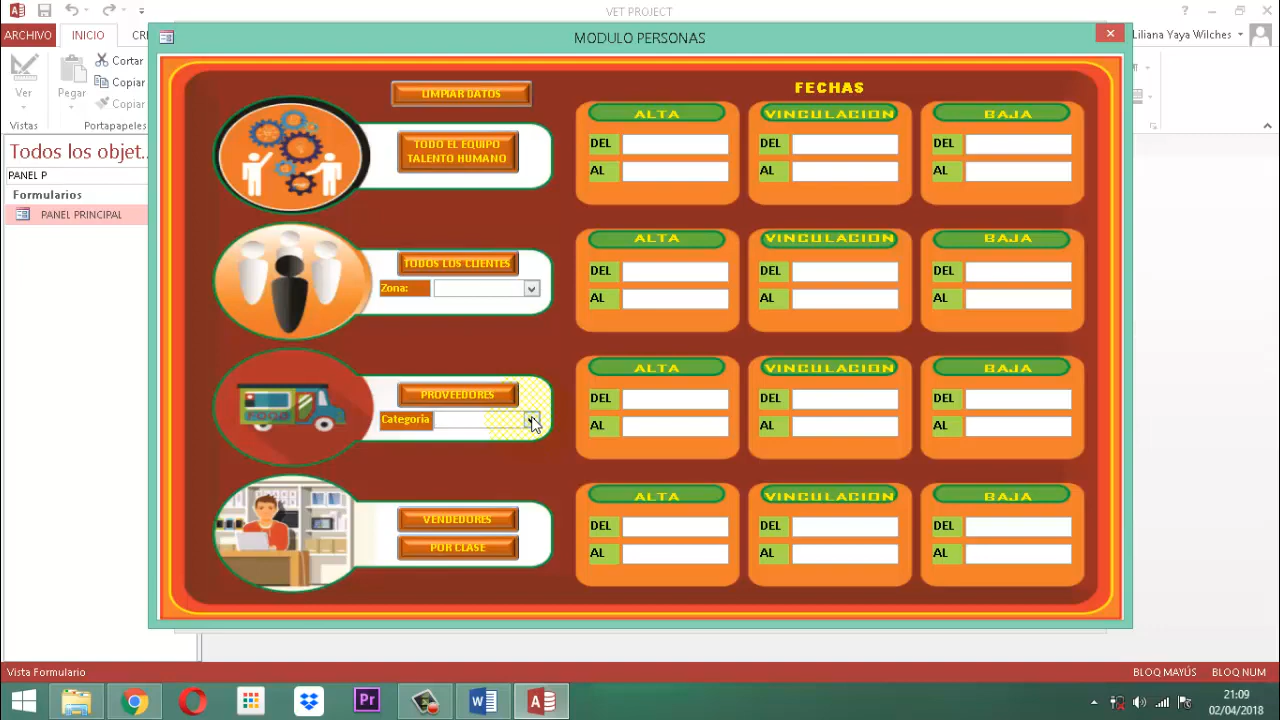 VET PROJECT
ARCHIVO
INICIO
CRE
Liliana Yaya Wilches
Ver
Pegar
Cortar
Copiar
Copiar
Vistas
Portapapeles
Todos los objet...
PANEL P
Formularios
PANEL PRINCIPAL
MODULO PERSONAS
LIMPIAR DATOS
FECHAS
TODO EL EQUIPO
TALENTO HUMANO
ALTA
VINCULACION
BAJA
DEL
DEL
DEL
AL
AL
AL
TODOS LOS CLIENTES
Zona:
ALTA
VINCULACION
BAJA
DEL
DEL
DEL
AL
AL
AL
PROVEEDORES
Categoria
FOOD
ALTA
VINCULACION
BAJA
DEL
DEL
DEL
AL
AL
AL
VENDEDORES
POR CLASE
ALTA
VINCULACION
BAJA
DEL
DEL
DEL
AL
AL
AL
Vista Formulario
BLOQ MAYÚS
BLOQ NUM
Pr
21:09
02/04/2018